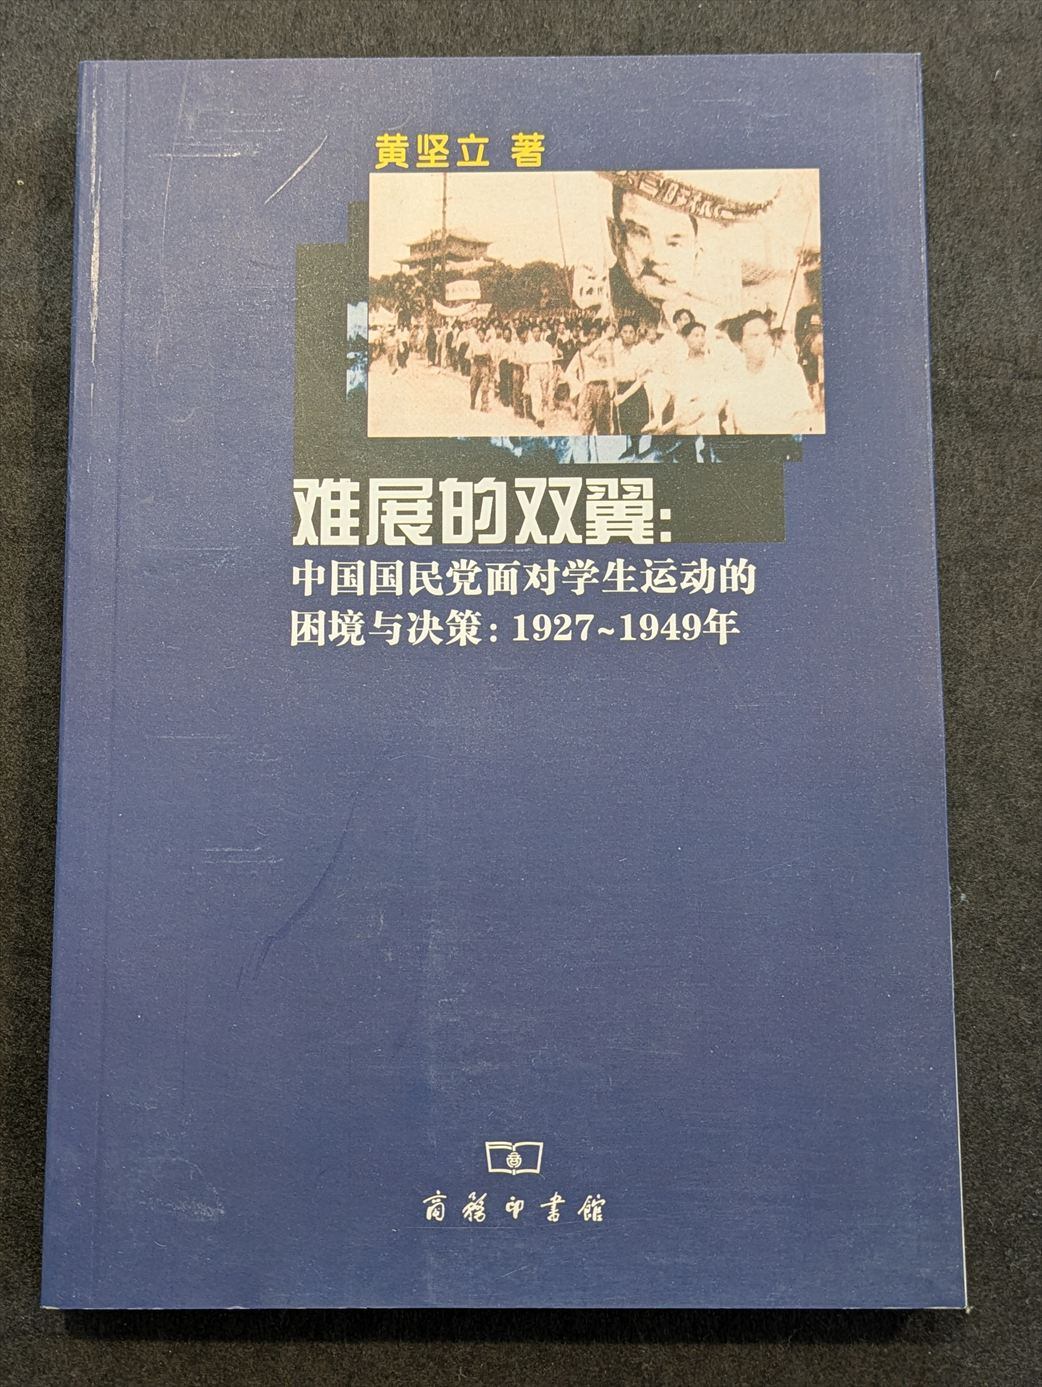 黄坚立 著
难展的双翼:
中国国民党面对学生运动的
困境与决策：1927~1949年
商務印書館